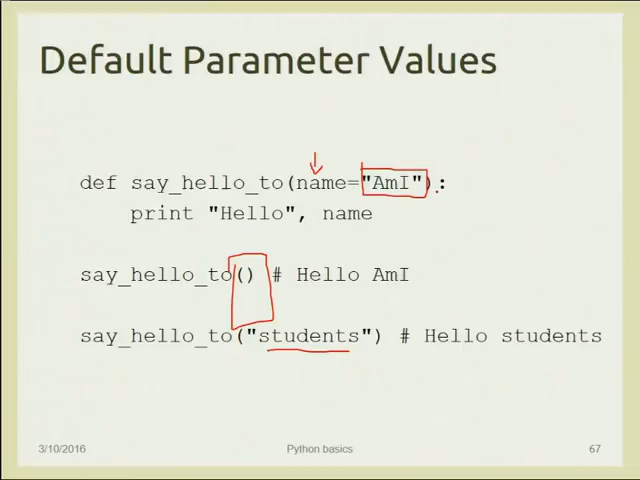 Default Parameter Values
def say_hello_to(name="AmI"):
print "Hello", name
say_hello_to() # Hello AmI
say_hello_to("students") # Hello students
3/10/2016 Python basics 67